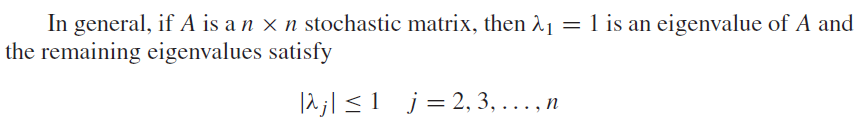 In general, if A is a n × n stochastic matrix, then λ₁ = 1 is an eigenvalue of A and
the remaining eigenvalues satisfy
|λⱼ| ≤ 1 j = 2, 3, . . . , n